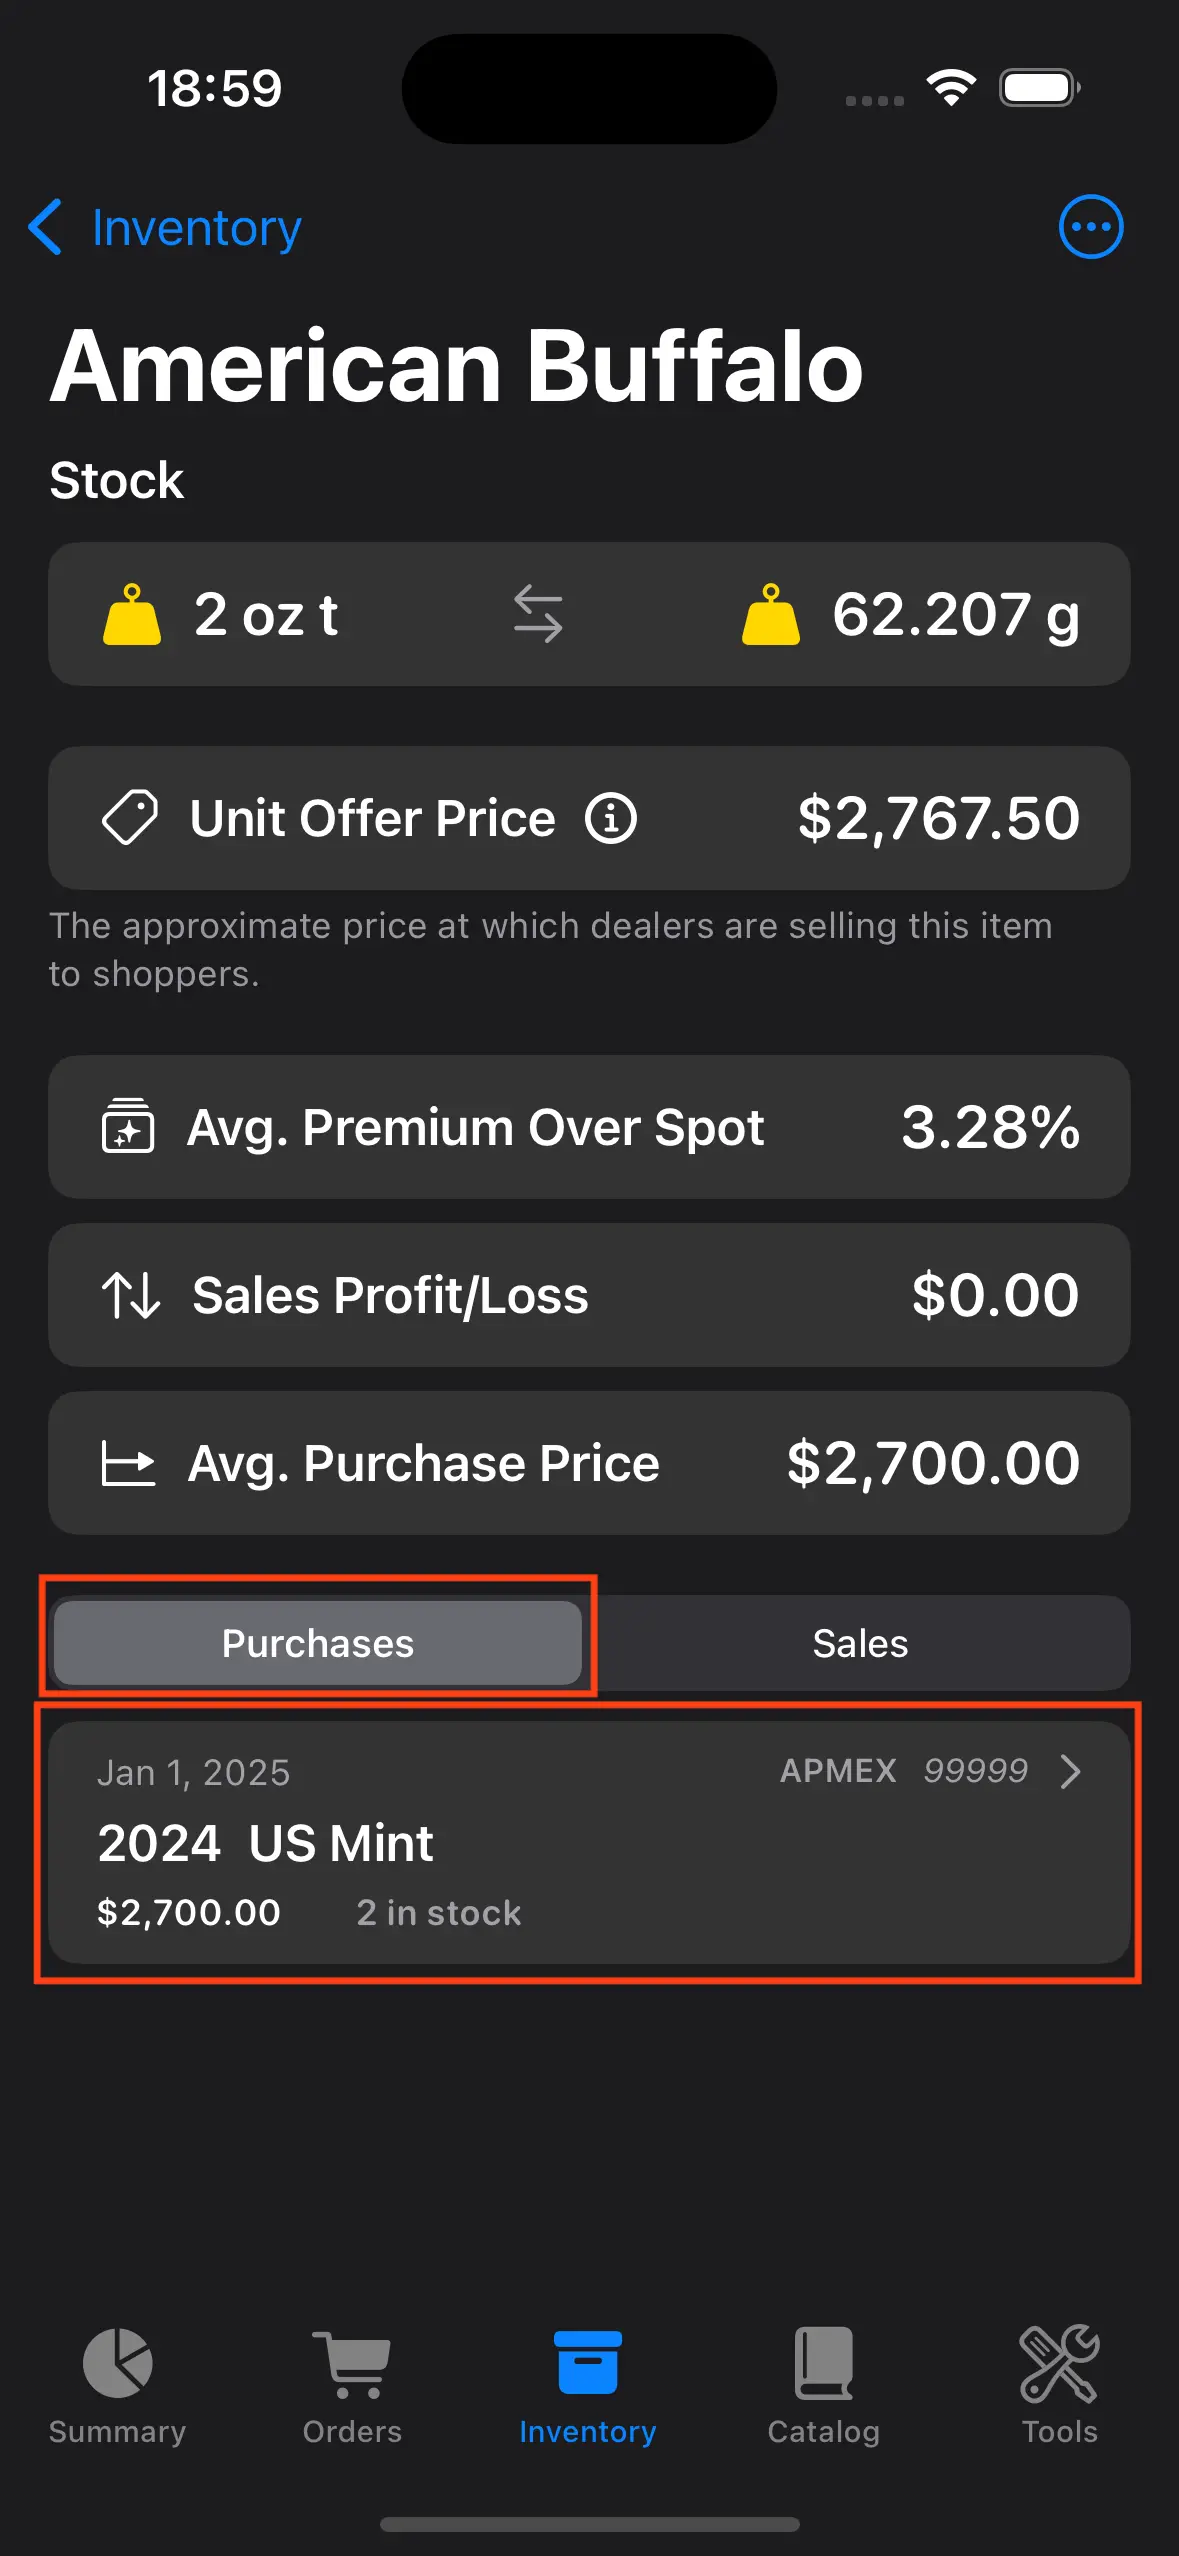 18:59
Inventory
American Buffalo
Stock
2 oz t 62.207 g
Unit Offer Price $2,767.50
The approximate price at which dealers are selling this item
to shoppers.
Avg. Premium Over Spot 3.28%
Sales Profit/Loss $0.00
Avg. Purchase Price $2,700.00
Purchases Sales
Jan 1, 2025 APMEX 99999
2024 US Mint
$2,700.00 2 in stock
Summary Orders Inventory Catalog Tools